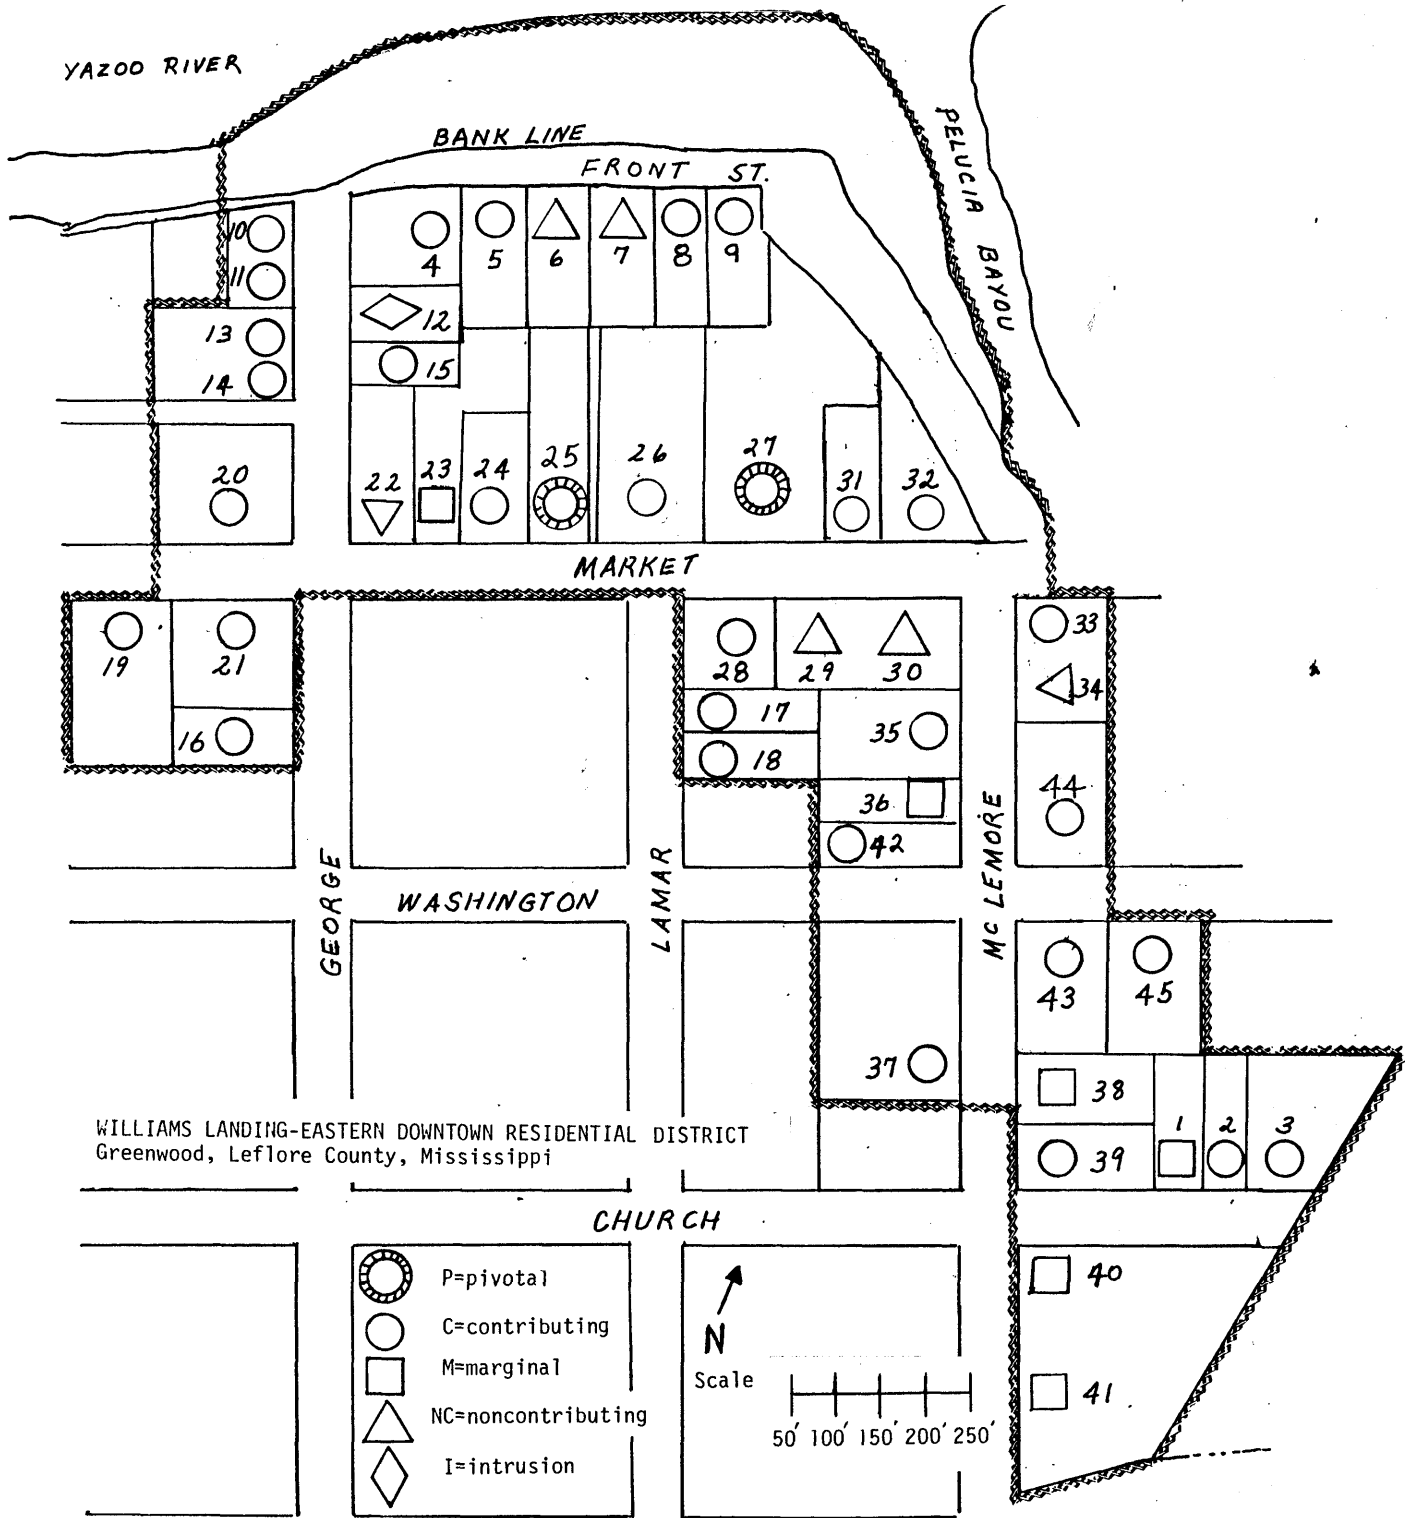 YAZOO RIVER
BANK LINE
FRONT ST.
PELUCIA BAYOU
10
11
4
5
6
7
8
9
12
13
14
15
20
22
23
24
25
26
27
31
32
MARKET
19
21
16
28
29
30
17
18
35
36
42
33
34
44
GEORGE
WASHINGTON
LAMAR
MC LEMORE
43
45
37
38
39
1
2
3
WILLIAMS LANDING-EASTERN DOWNTOWN RESIDENTIAL DISTRICT
Greenwood, Leflore County, Mississippi
CHURCH
P=pivotal
C=contributing
M=marginal
NC=noncontributing
I=intrusion
N
Scale
50' 100' 150' 200' 250'
40
41